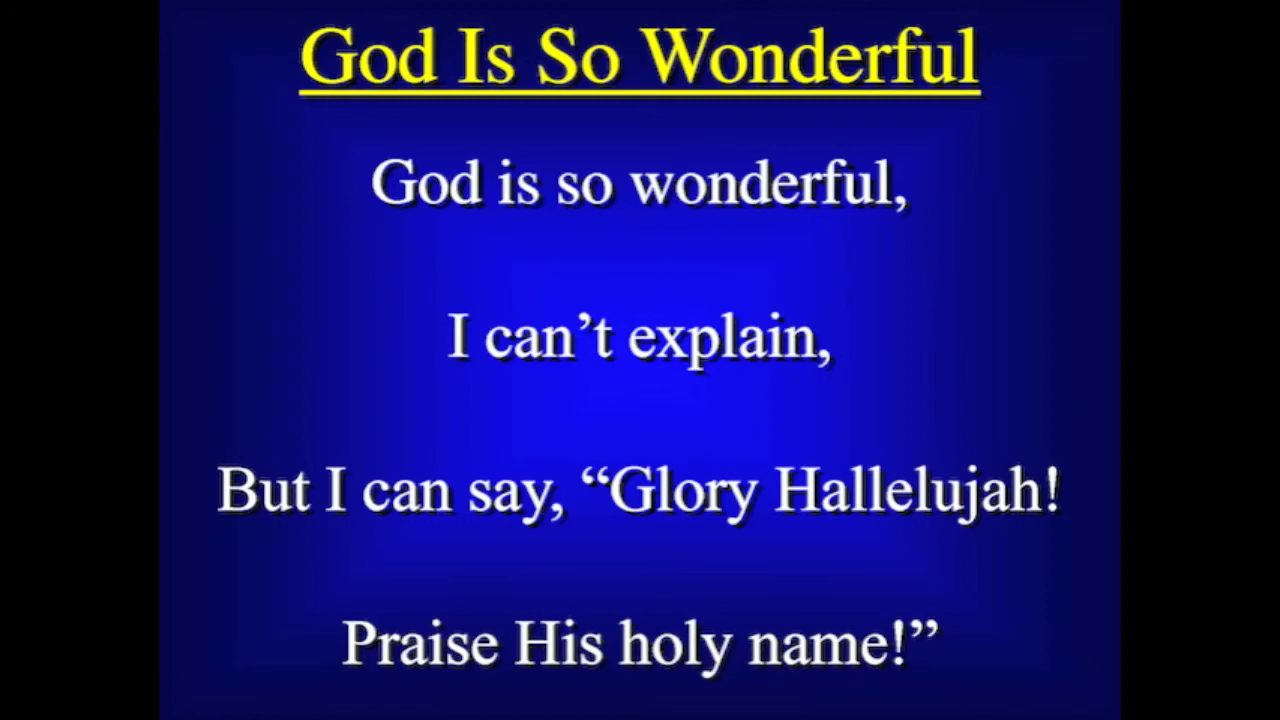 God Is So Wonderful
God is so wonderful,
I can’t explain,
But I can say, “Glory Hallelujah!
Praise His holy name!”